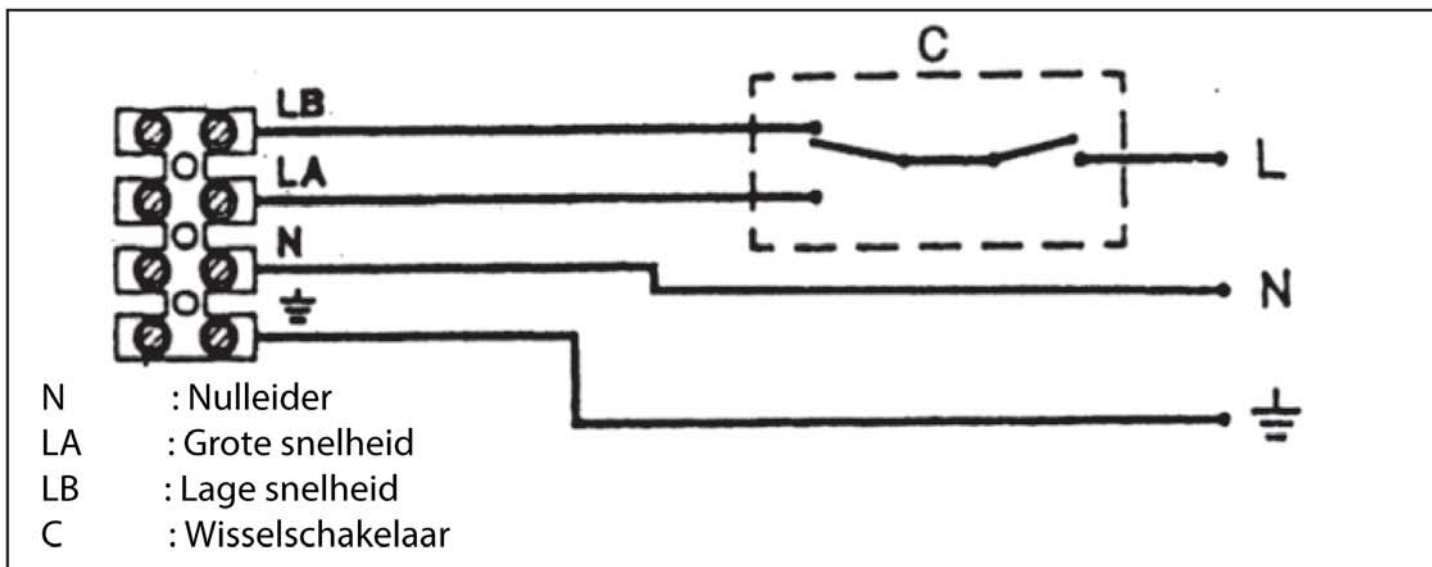 C
LB
LA
L
N
N
N : Nulleider
LA : Grote snelheid
LB : Lage snelheid
C : Wisselschakelaar